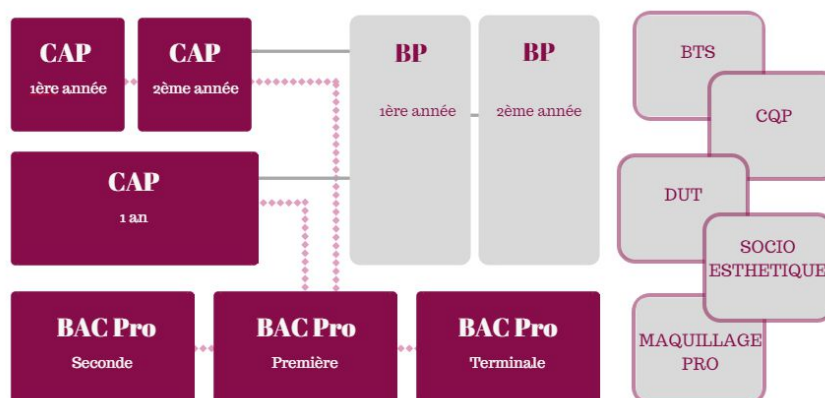 CAP
1ère année
CAP
2ème année
BP
1ère année
BP
2ème année
CAP
1 an
BAC Pro
Seconde
BAC Pro
Première
BAC Pro
Terminale
BTS
CQP
DUT
SOCIO
ESTHETIQUE
MAQUILLAGE
PRO